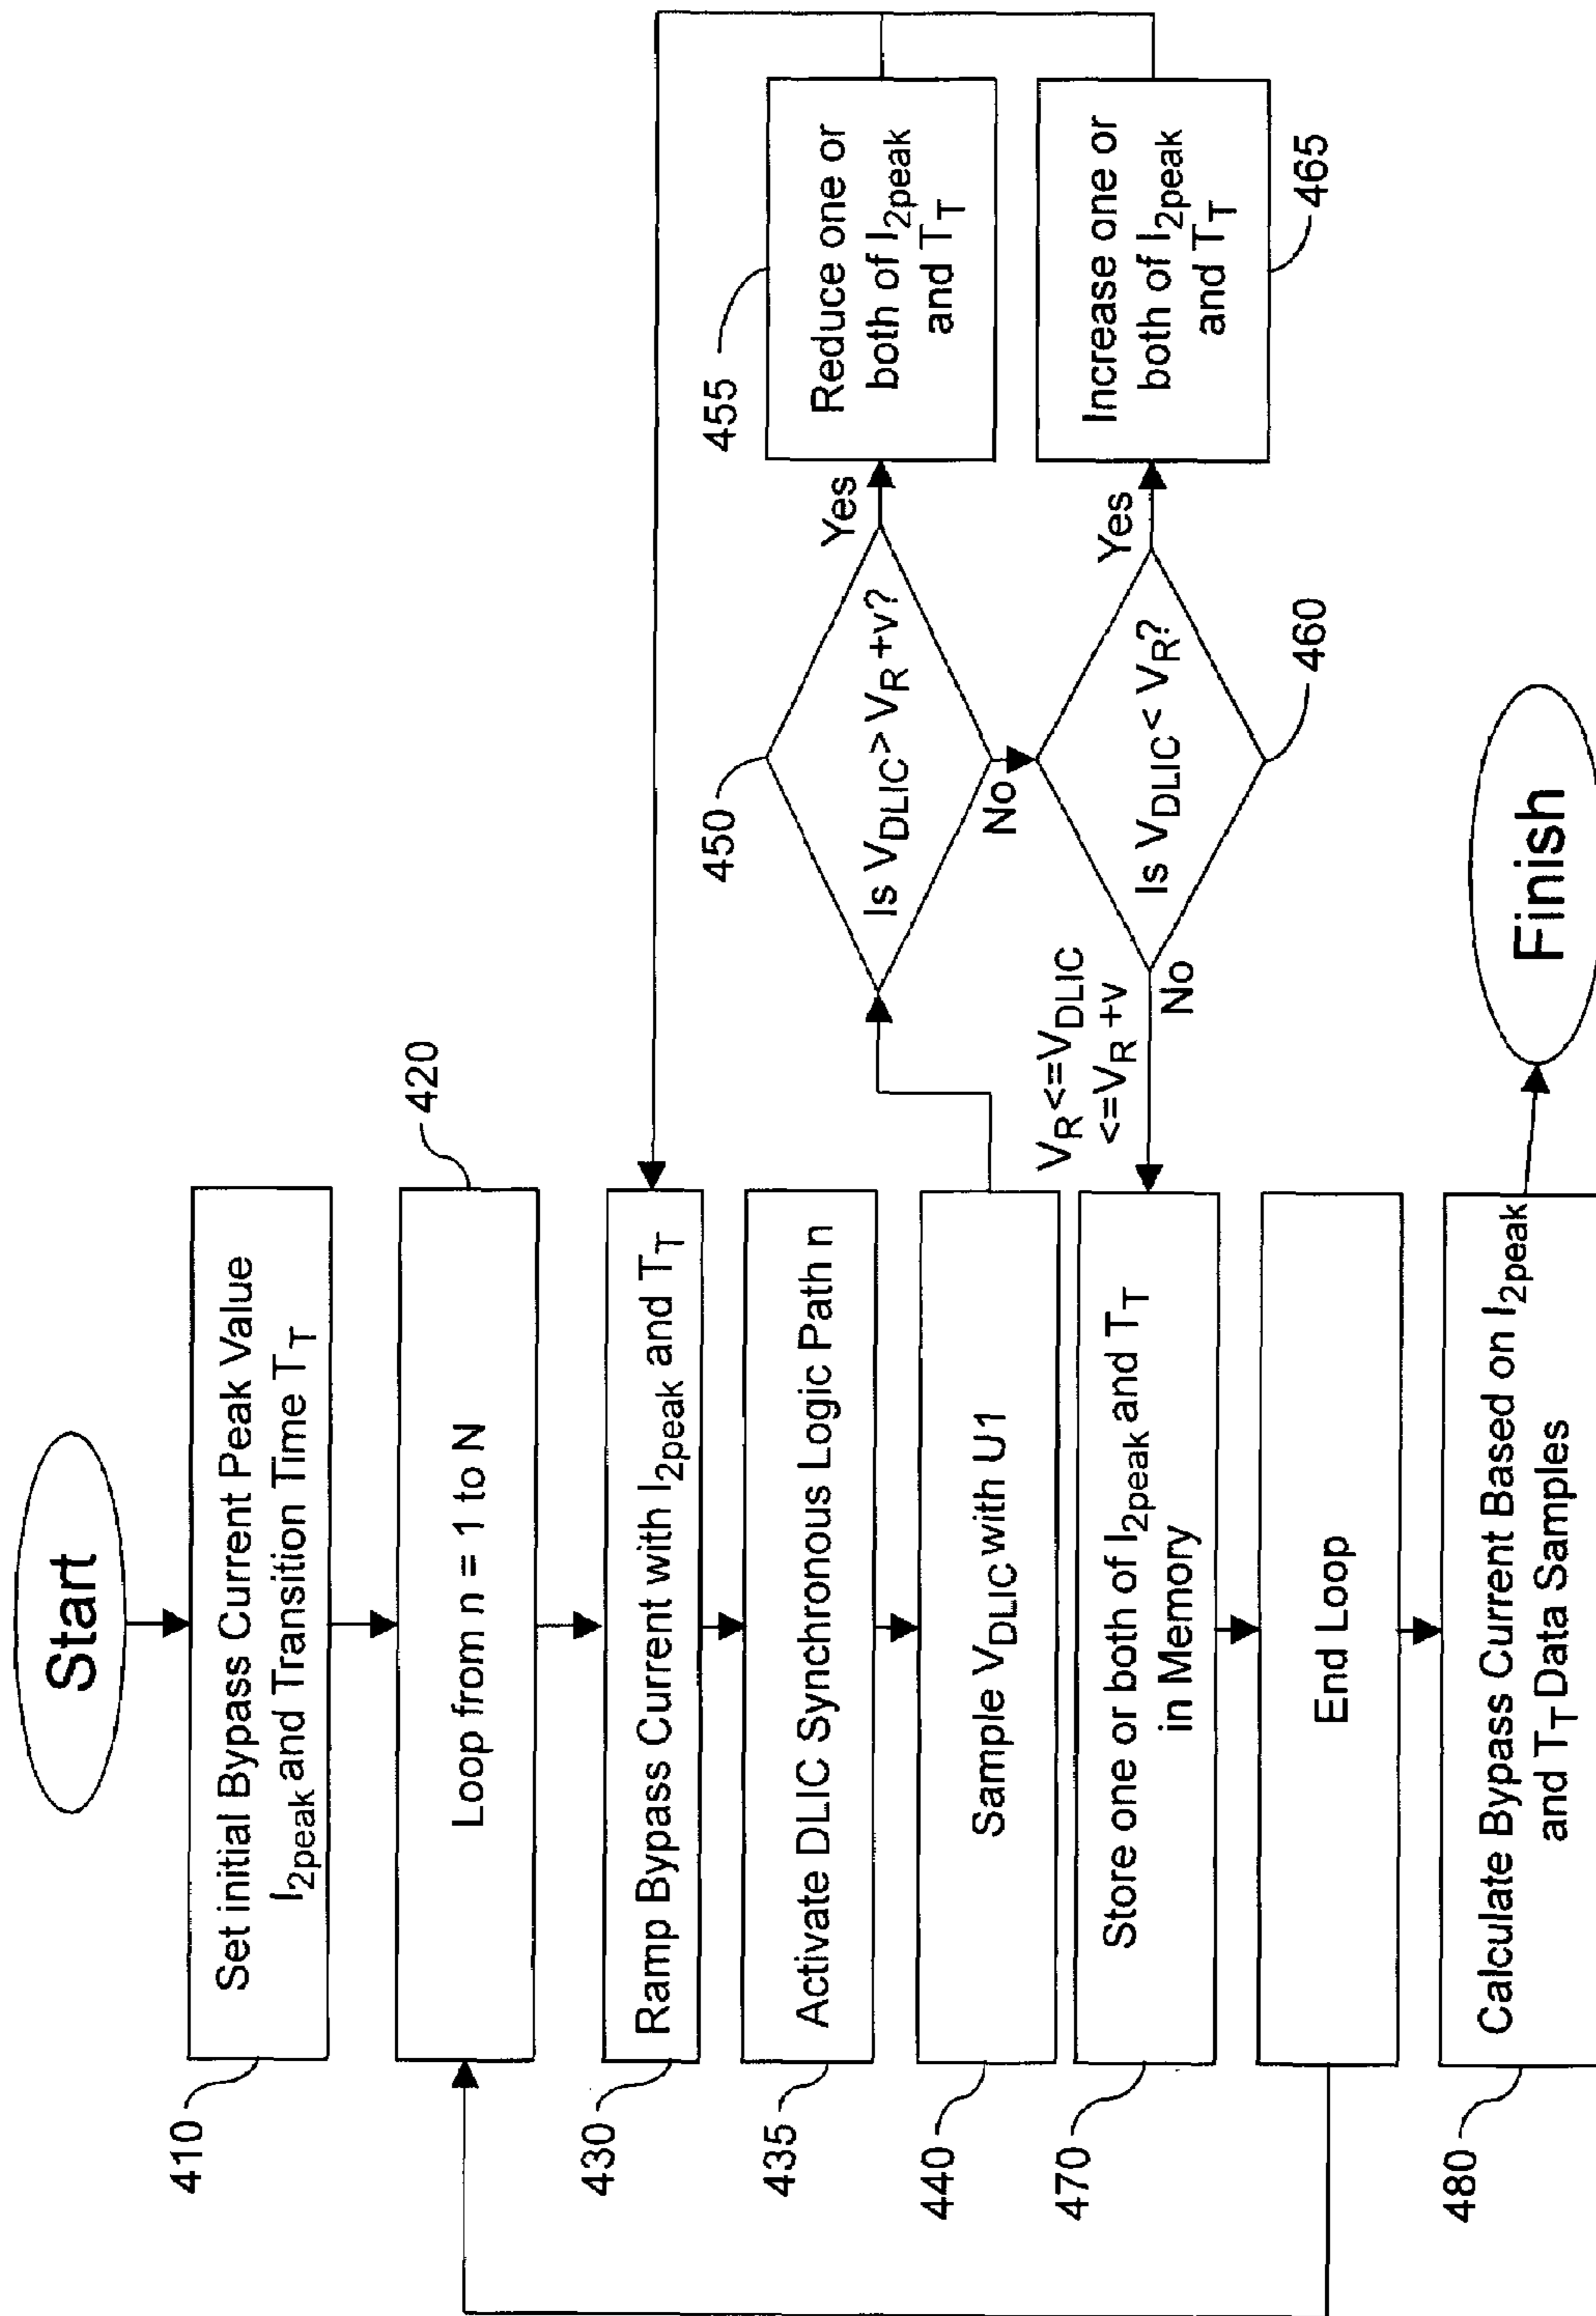 Start
410
Set initial Bypass Current Peak Value
I2peak and Transition Time TT
420
Loop from n = 1 to N
430
Ramp Bypass Current with I2peak and TT
435
Activate DLIC Synchronous Logic Path n
440
Sample VDLIC with U1
450
Is VDLIC > VR +v?
Yes
No
455
Reduce one or
both of I2peak
and TT
460
Is VDLIC < VR?
Yes
No
465
Increase one or
both of I2peak
and TT
VR <=VDLIC
<=VR +v
470
Store one or both of I2peak and TT
in Memory
End Loop
480
Calculate Bypass Current Based on I2peak
and TT Data Samples
Finish